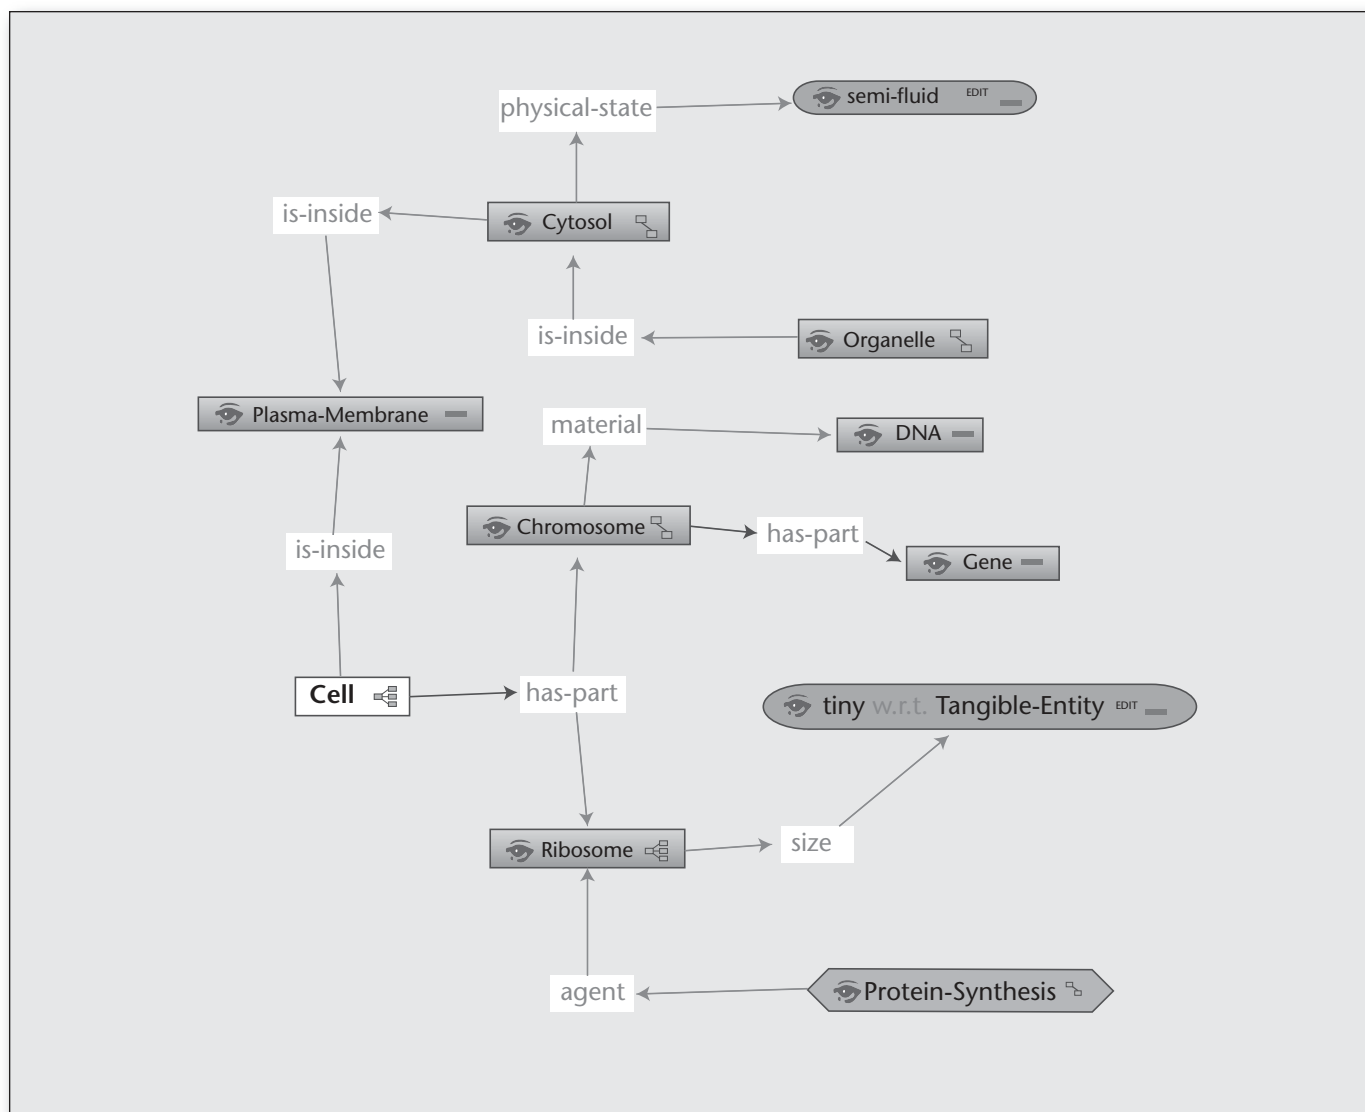 physical-state
semi-fluid EDIT
is-inside
Cytosol
is-inside
Organelle
Plasma-Membrane
material
DNA
Chromosome
has-part
Gene
is-inside
Cell
has-part
tiny w.r.t. Tangible-Entity EDIT
Ribosome
size
agent
Protein-Synthesis